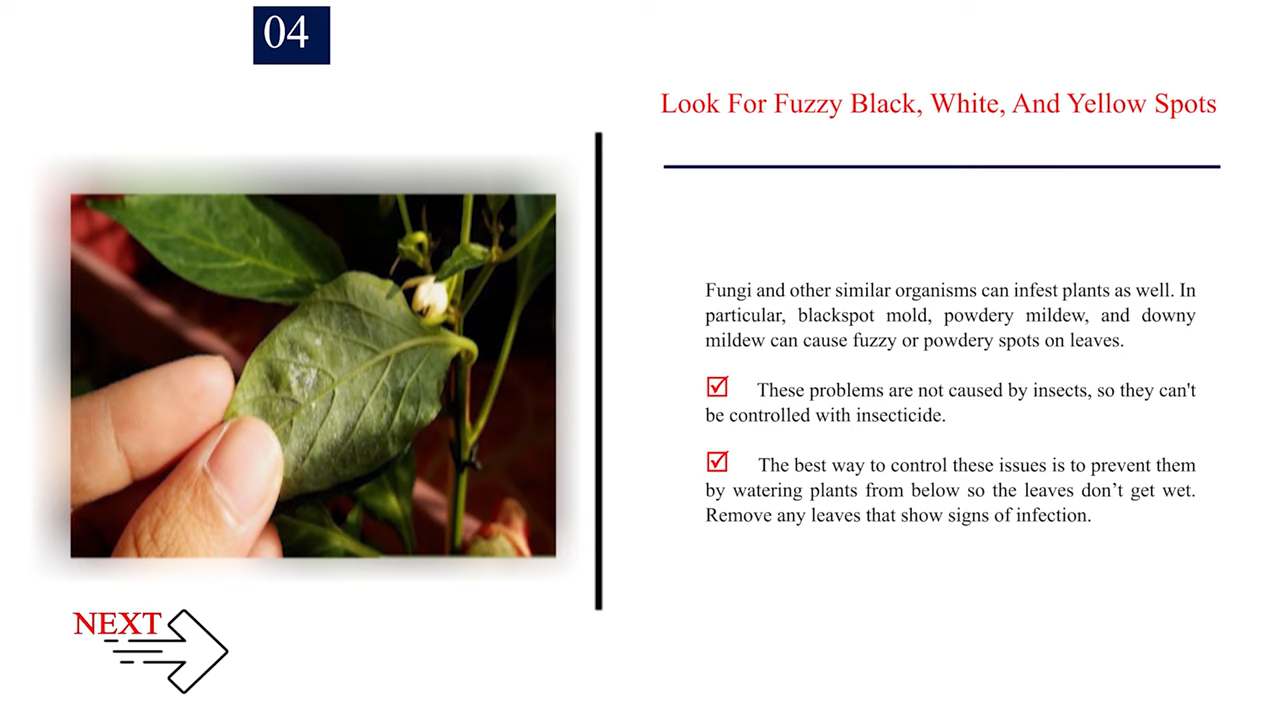 04
Look For Fuzzy Black, White, And Yellow Spots
Fungi and other similar organisms can infest plants as well. In
particular, blackspot mold, powdery mildew, and downy
mildew can cause fuzzy or powdery spots on leaves.
These problems are not caused by insects, so they can't
be controlled with insecticide.
The best way to control these issues is to prevent them
by watering plants from below so the leaves don’t get wet.
Remove any leaves that show signs of infection.
NEXT